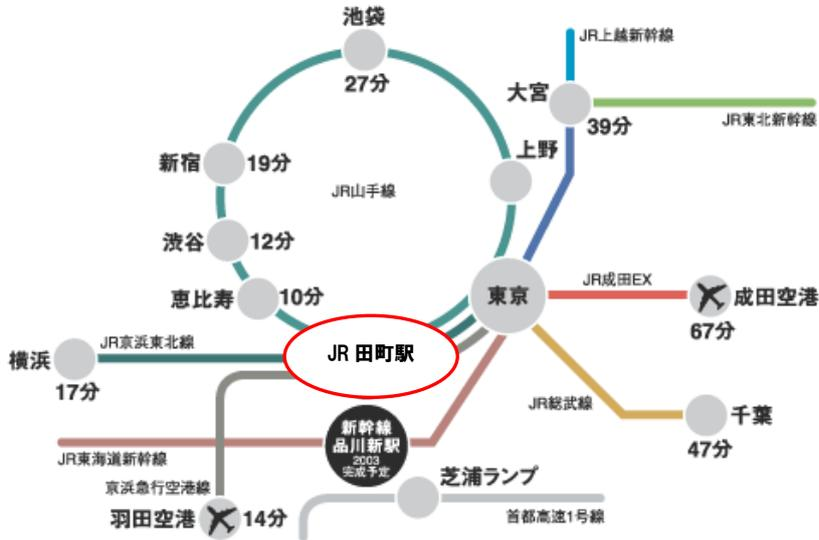 池袋
27分
JR上越新幹線
大宮
39分
JR東北新幹線
上野
新宿
19分
JR山手線
渋谷
12分
恵比寿
10分
東京
JR成田EX
成田空港
67分
JR京浜東北線
横浜
17分
JR 田町駅
JR総武線
千葉
47分
新幹線
品川新駅
2003
完成予定
JR東海道新幹線
京浜急行空港線
羽田空港
14分
芝浦ランプ
首都高速1号線